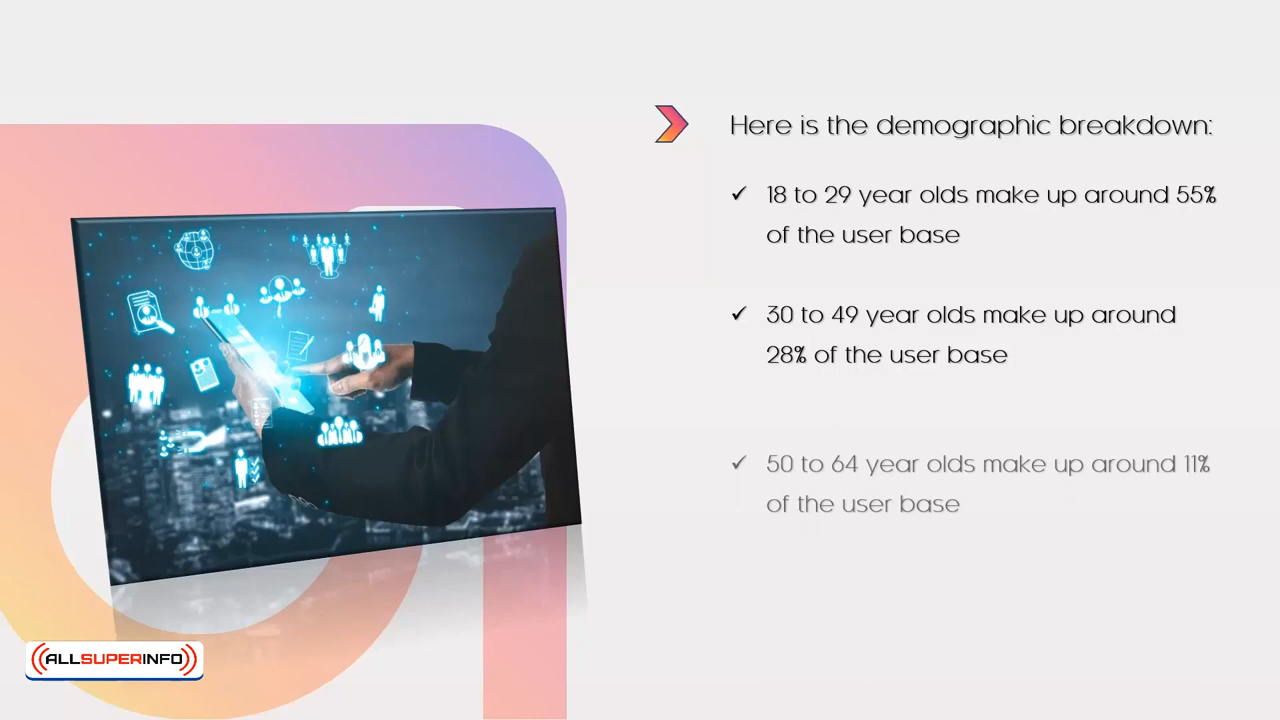 Here is the demographic breakdown:
✓ 18 to 29 year olds make up around 55%
of the user base
✓ 30 to 49 year olds make up around
28% of the user base
✓ 50 to 64 year olds make up around 11%
of the user base
ALLSUPERINFO